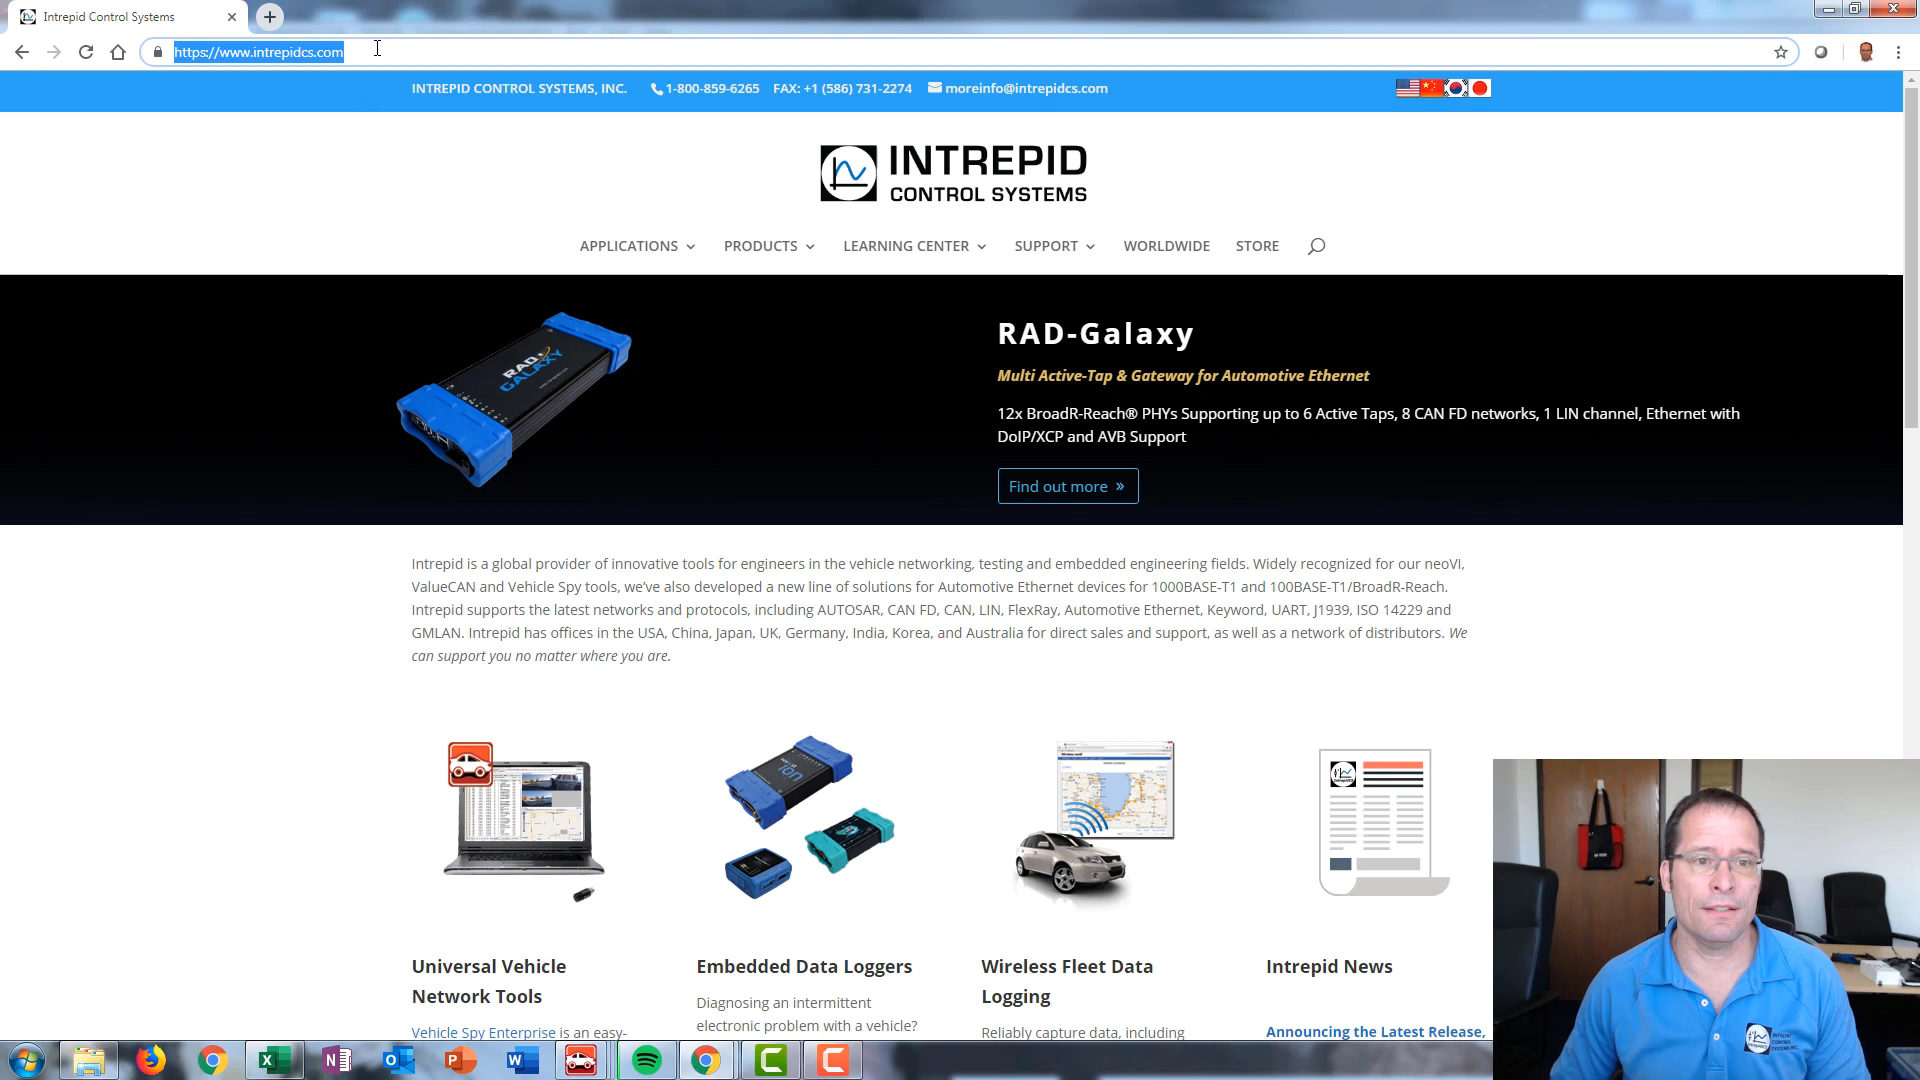 Intrepid Control Systems
https://www.intrepidcs.com
INTREPID CONTROL SYSTEMS, INC. 1-800-859-6265 FAX: +1 (586) 731-2274 moreinfo@intrepidcs.com
INTREPID
CONTROL SYSTEMS
APPLICATIONS PRODUCTS LEARNING CENTER SUPPORT WORLDWIDE STORE
RAD-Galaxy
Multi Active-Tap & Gateway for Automotive Ethernet
12x BroadR-Reach® PHYs Supporting up to 6 Active Taps, 8 CAN FD networks, 1 LIN channel, Ethernet with
DoIP/XCP and AVB Support
Find out more »
RAD
GALAXY
Intrepid is a global provider of innovative tools for engineers in the vehicle networking, testing and embedded engineering fields. Widely recognized for our neoVI,
ValueCAN and Vehicle Spy tools, we've also developed a new line of solutions for Automotive Ethernet devices for 1000BASE-T1 and 100BASE-T1/BroadR-Reach.
Intrepid supports the latest networks and protocols, including AUTOSAR, CAN FD, CAN, LIN, FlexRay, Automotive Ethernet, Keyword, UART, J1939, ISO 14229 and
GMLAN. Intrepid has offices in the USA, China, Japan, UK, Germany, India, Korea, and Australia for direct sales and support, as well as a network of distributors. We
can support you no matter where you are.
ion
Universal Vehicle
Network Tools
Vehicle Spy Enterprise is an easy-
Embedded Data Loggers
Diagnosing an intermittent
electronic problem with a vehicle?
Wireless Fleet Data
Logging
Reliably capture data, including
Intrepid News
Announcing the Latest Release,